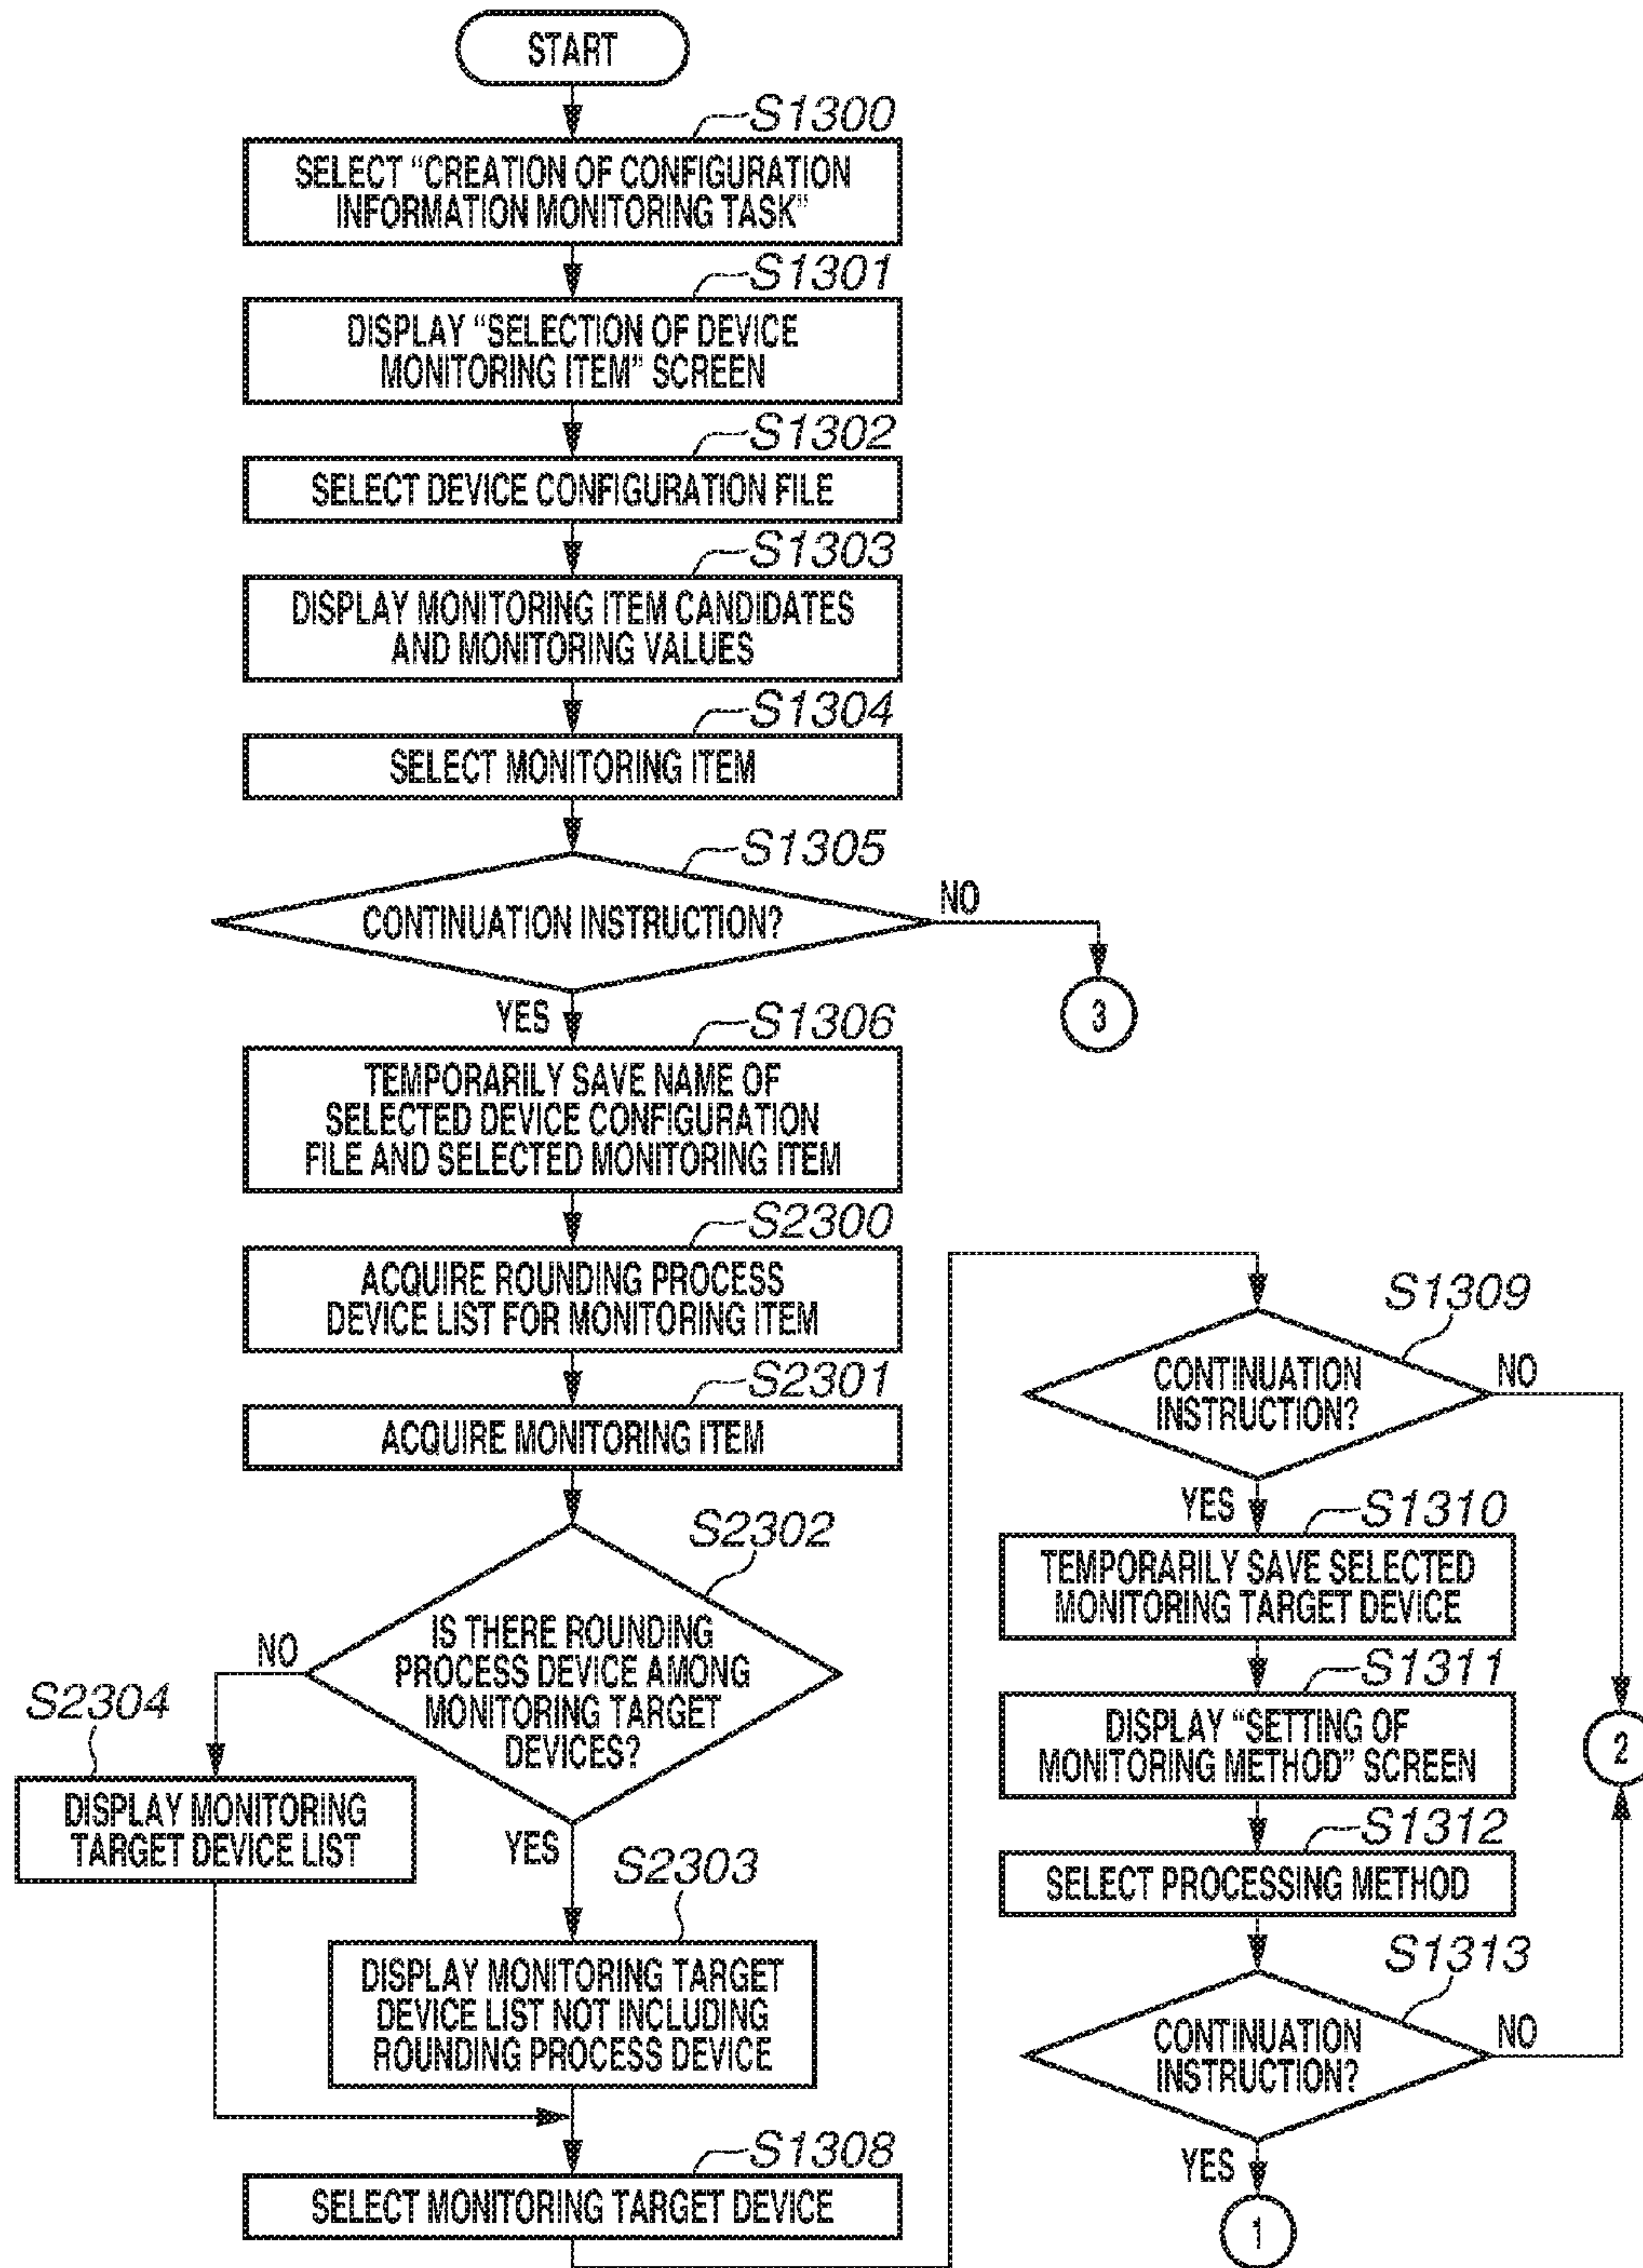 START
S1300
SELECT “CREATION OF CONFIGURATION
INFORMATION MONITORING TASK”
S1301
DISPLAY “SELECTION OF DEVICE
MONITORING ITEM” SCREEN
S1302
SELECT DEVICE CONFIGURATION FILE
S1303
DISPLAY MONITORING ITEM CANDIDATES
AND MONITORING VALUES
S1304
SELECT MONITORING ITEM
S1305
CONTINUATION INSTRUCTION?
NO
3
YES
S1306
TEMPORARILY SAVE NAME OF
SELECTED DEVICE CONFIGURATION
FILE AND SELECTED MONITORING ITEM
S2300
ACQUIRE ROUNDING PROCESS
DEVICE LIST FOR MONITORING ITEM
S2301
ACQUIRE MONITORING ITEM
S2302
IS THERE ROUNDING
PROCESS DEVICE AMONG
MONITORING TARGET
DEVICES?
NO
S2304
DISPLAY MONITORING
TARGET DEVICE LIST
YES
S2303
DISPLAY MONITORING TARGET
DEVICE LIST NOT INCLUDING
ROUNDING PROCESS DEVICE
S1308
SELECT MONITORING TARGET DEVICE
S1309
CONTINUATION
INSTRUCTION?
NO
YES
S1310
TEMPORARILY SAVE SELECTED
MONITORING TARGET DEVICE
S1311
DISPLAY “SETTING OF
MONITORING METHOD” SCREEN
2
S1312
SELECT PROCESSING METHOD
S1313
CONTINUATION
INSTRUCTION?
NO
YES
1